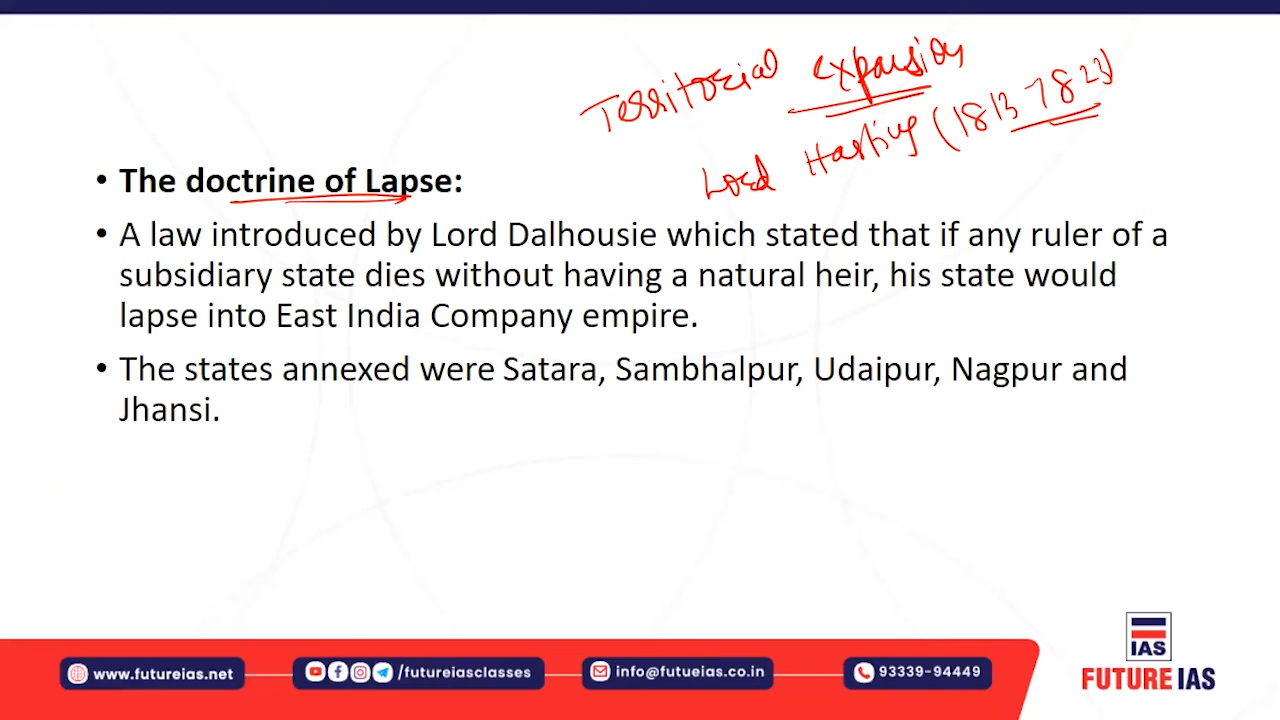 Territorial expansion
Lord Hasting (1813-1823)
• The doctrine of Lapse:
• A law introduced by Lord Dalhousie which stated that if any ruler of a
subsidiary state dies without having a natural heir, his state would
lapse into East India Company empire.
• The states annexed were Satara, Sambhalpur, Udaipur, Nagpur and
Jhansi.
IAS
FUTURE IAS
www.futureias.net
/futureiasclasses
info@futueias.co.in
93339-94449